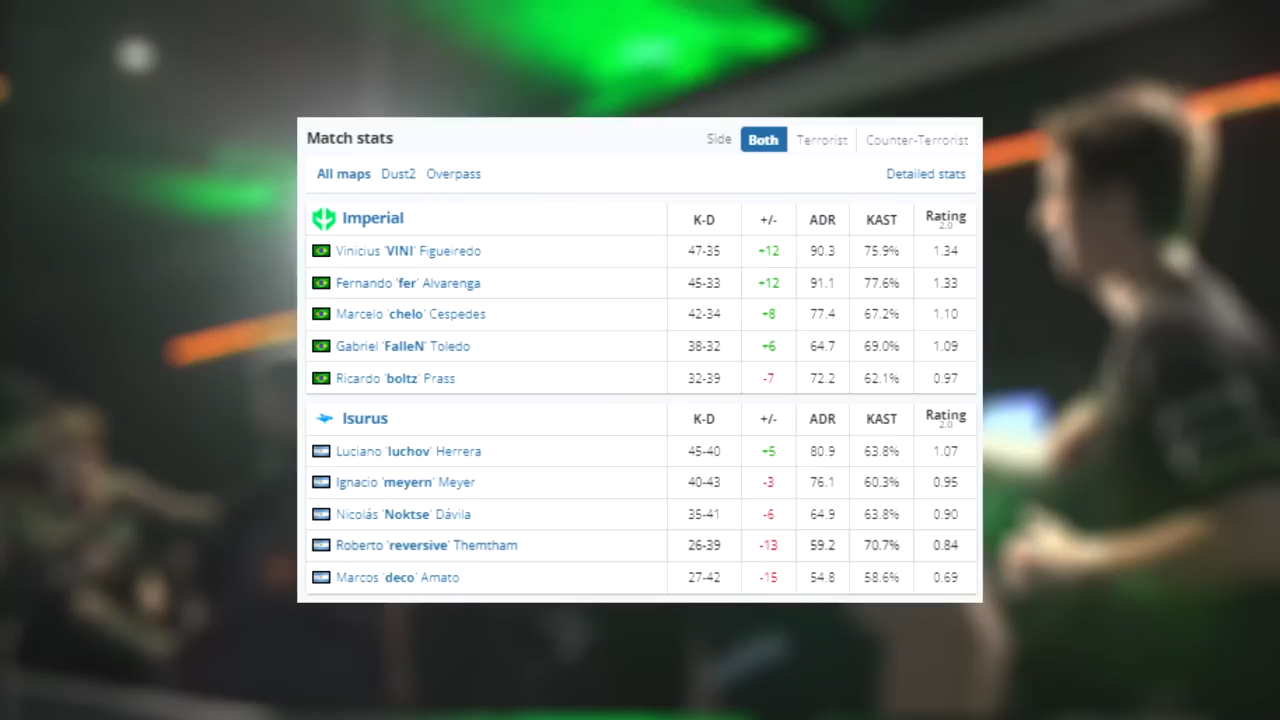 Match stats Side Both Terrorist Counter-Terrorist
All maps Dust2 Overpass Detailed stats
Imperial K-D +/- ADR KAST Rating 2.0
Vinicius 'VINI' Figueiredo 47-35 +12 90.3 75.9% 1.34
Fernando 'fer' Alvarenga 45-33 +12 91.1 77.6% 1.33
Marcelo 'chelo' Cespedes 42-34 +8 77.4 67.2% 1.10
Gabriel 'FalleN' Toledo 38-32 +6 64.7 69.0% 1.09
Ricardo 'boltz' Prass 32-39 -7 72.2 62.1% 0.97
Isurus K-D +/- ADR KAST Rating 2.0
Luciano 'luchov' Herrera 45-40 +5 80.9 63.8% 1.07
Ignacio 'meyern' Meyer 40-43 -3 76.1 60.3% 0.95
Nicolás 'Noktse' Dávila 35-41 -6 64.9 63.8% 0.90
Roberto 'reversive' Themtham 26-39 -13 59.2 70.7% 0.84
Marcos 'deco' Amato 27-42 -15 54.8 58.6% 0.69